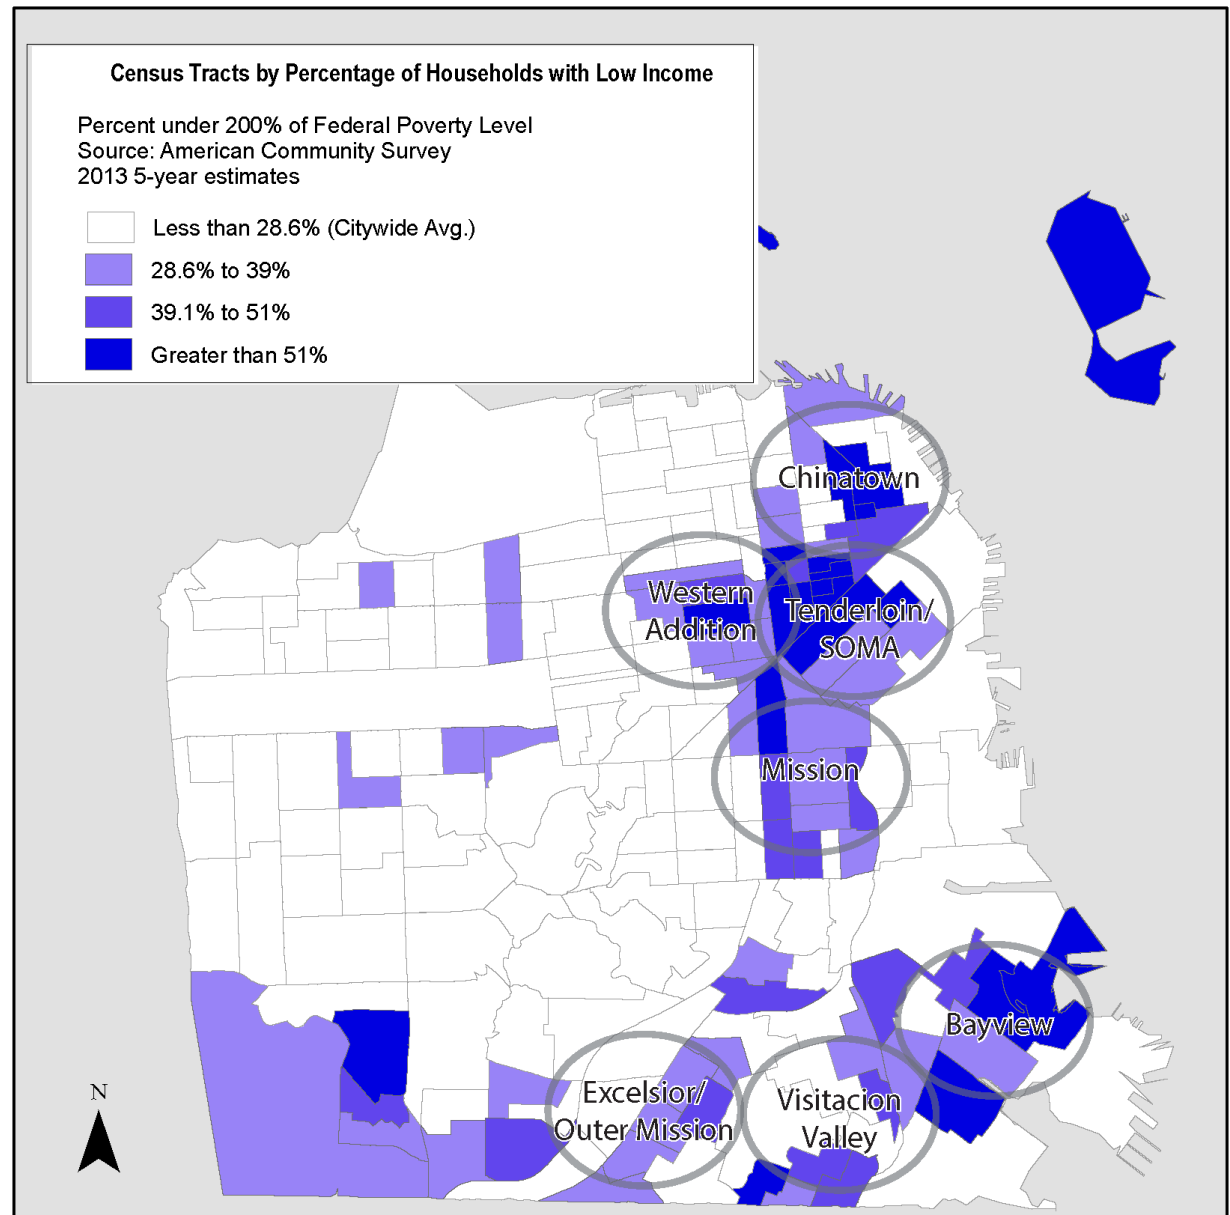 Census Tracts by Percentage of Households with Low Income
Percent under 200% of Federal Poverty Level
Source: American Community Survey
2013 5-year estimates
Less than 28.6% (Citywide Avg.)
28.6% to 39%
39.1% to 51%
Greater than 51%
Chinatown
Western
Addition
Tenderloin/
SOMA
Mission
Bayview
Excelsior/
Outer Mission
Visitacion
Valley
N